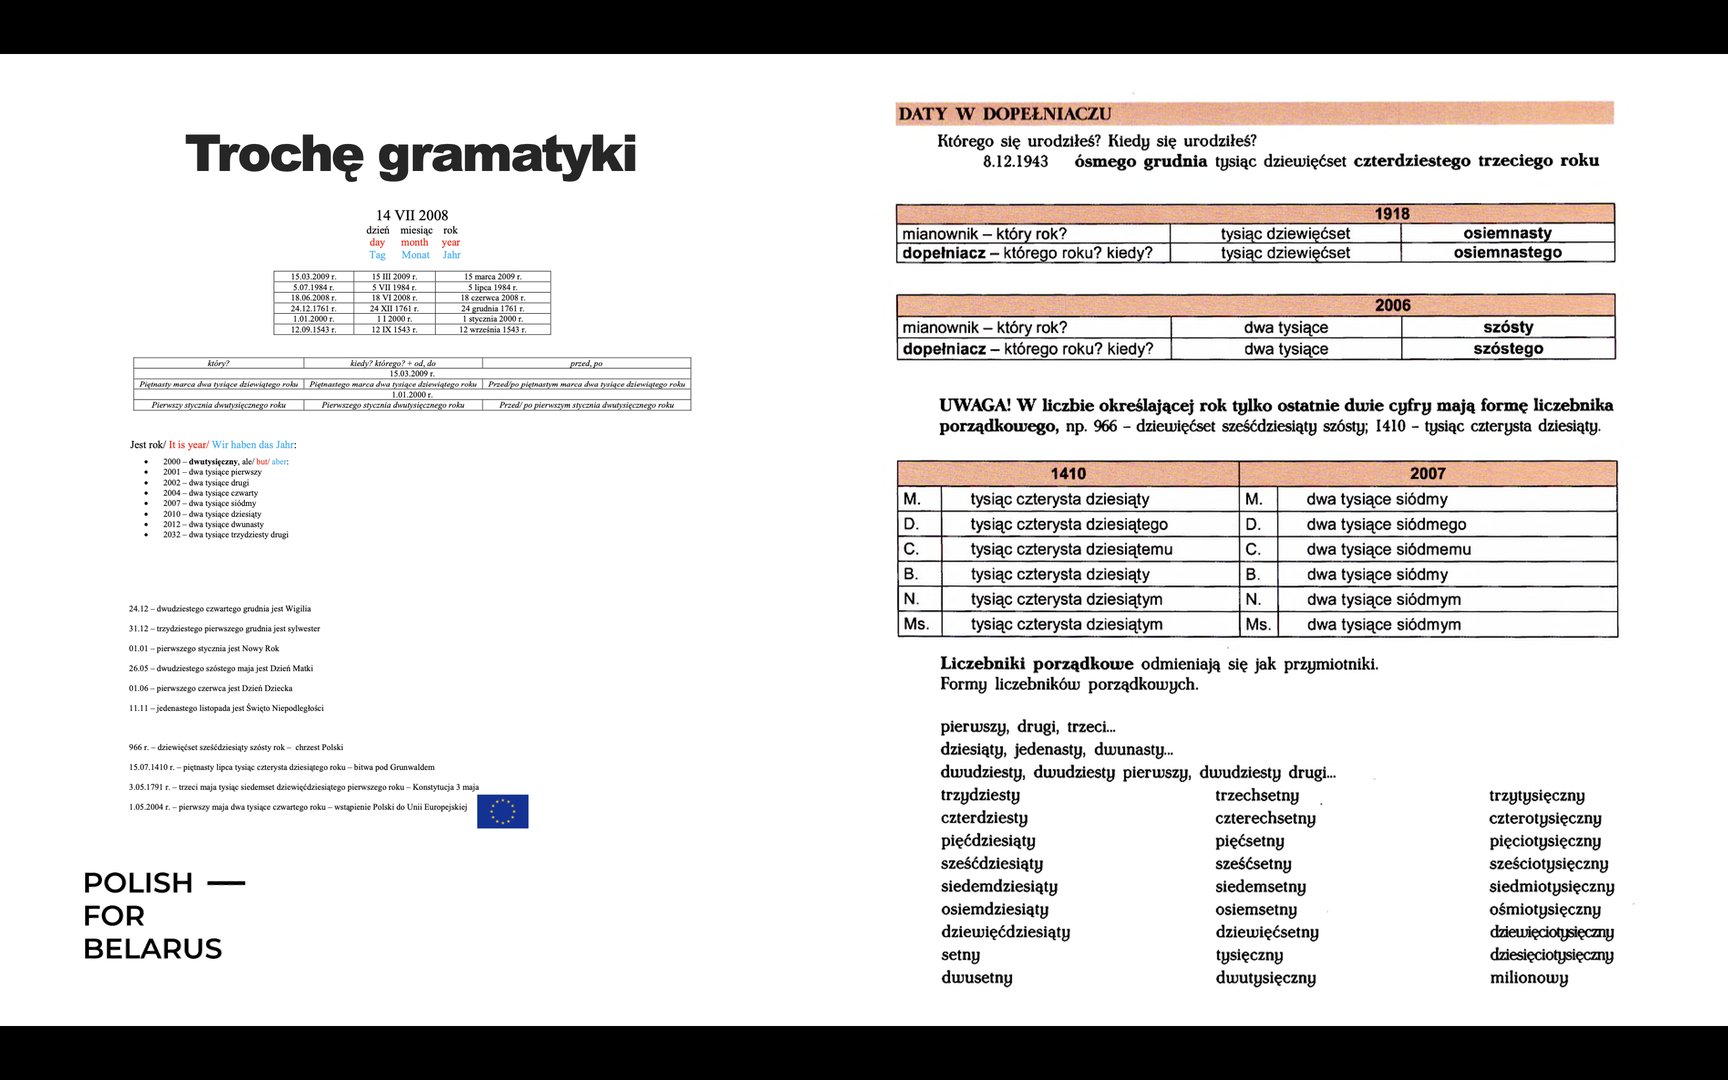 Trochę gramatyki
14 VII 2008
dzień miesiąc rok
day month year
Tag Monat Jahr
15.03.2009 r. 15 III 2009 r. 15 marca 2009 r.
5.07.1984 r. 5 VII 1984 r. 5 lipca 1984 r.
18.06.2008 r. 18 VI 2008 r. 18 czerwca 2008 r.
24.12.1761 r. 24 XII 1761 r. 24 grudnia 1761 r.
1.01.2000 r. 1 I 2000 r. 1 stycznia 2000 r.
12.09.1543 r. 12 IX 1543 r. 12 września 1543 r.
który? kiedy? którego? + od, do przed, po
15.03.2009 r.
Piętnasty marca dwa tysiące dziewiątego roku Piętnastego marca dwa tysiące dziewiątego roku Przed/po piętnastym marca dwa tysiące dziewiątego roku
1.01.2000 r.
Pierwszy stycznia dwutysięcznego roku Pierwszego stycznia dwutysięcznego roku Przed/ po pierwszym stycznia dwutysięcznego roku
Jest rok/ It is year/ Wir haben das Jahr:
• 2000 – dwutysięczny, ale/ but/ aber:
• 2001 – dwa tysiące pierwszy
• 2002 – dwa tysiące drugi
• 2004 – dwa tysiące czwarty
• 2007 – dwa tysiące siódmy
• 2010 – dwa tysiące dziesiąty
• 2012 – dwa tysiące dwunasty
• 2032 – dwa tysiące trzydziesty drugi
24.12 – dwudziestego czwartego grudnia jest Wigilia
31.12 – trzydziestego pierwszego grudnia jest sylwester
01.01 – pierwszego stycznia jest Nowy Rok
26.05 – dwudziestego szóstego maja jest Dzień Matki
01.06 – pierwszego czerwca jest Dzień Dziecka
11.11 – jedenastego listopada jest Święto Niepodległości
966 r. – dziewięćset sześćdziesiąty szósty rok – chrzest Polski
15.07.1410 r. – piętnasty lipca tysiąc czterysta dziesiątego roku – bitwa pod Grunwaldem
3.05.1791 r. – trzeci maja tysiąc siedemset dziewięćdziesiątego pierwszego roku – Konstytucja 3 maja
1.05.2004 r. – pierwszy maja dwa tysiące czwartego roku – wstąpienie Polski do Unii Europejskiej
POLISH —
FOR
BELARUS
DATY W DOPEŁNIACZU
Którego się urodziłeś? Kiedy się urodziłeś?
8.12.1943 ósmego grudnia tysiąc dziewięćset czterdziestego trzeciego roku
1918
mianownik – który rok? tysiąc dziewięćset osiemnasty
dopełniacz – którego roku? kiedy? tysiąc dziewięćset osiemnastego
2006
mianownik – który rok? dwa tysiące szósty
dopełniacz – którego roku? kiedy? dwa tysiące szóstego
UWAGA! W liczbie określającej rok tylko ostatnie dwie cyfry mają formę liczebnika
porządkowego, np. 966 – dziewięćset sześćdziesiąty szósty; 1410 – tysiąc czterysta dziesiąty.
1410 2007
M. tysiąc czterysta dziesiąty M. dwa tysiące siódmy
D. tysiąc czterysta dziesiątego D. dwa tysiące siódmego
C. tysiąc czterysta dziesiątemu C. dwa tysiące siódmemu
B. tysiąc czterysta dziesiąty B. dwa tysiące siódmy
N. tysiąc czterysta dziesiątym N. dwa tysiące siódmym
Ms. tysiąc czterysta dziesiątym Ms. dwa tysiące siódmym
Liczebniki porządkowe odmieniają się jak przymiotniki.
Formy liczebników porządkowych.
pierwszy, drugi, trzeci...
dziesiąty, jedenasty, dwunasty...
dwudziesty, dwudziesty pierwszy, dwudziesty drugi...
trzydziesty trzechsetny trzytysięczny
czterdziesty czterechsetny czterotysięczny
pięćdziesiąty pięćsetny pięciotysięczny
sześćdziesiąty sześćsetny sześciotysięczny
siedemdziesiąty siedemsetny siedmiotysięczny
osiemdziesiąty osiemsetny ośmiotysięczny
dziewięćdziesiąty dziewięćsetny dziewięciotysięczny
setny tysięczny dziesięciotysięczny
dwusetny dwutysięczny milionowy